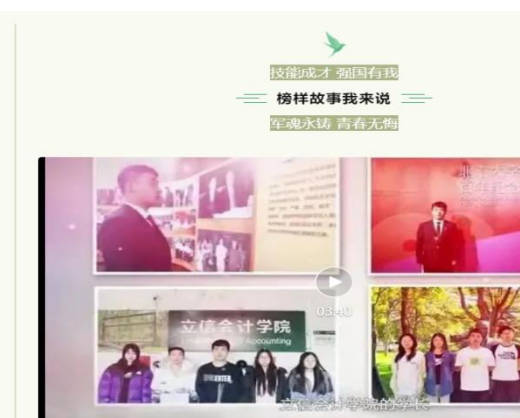 技能成才 强国有我
榜样故事我来说
军魂永铸 青春无悔
03:40
立信会计学院
Accounting
立信会计学院的学长